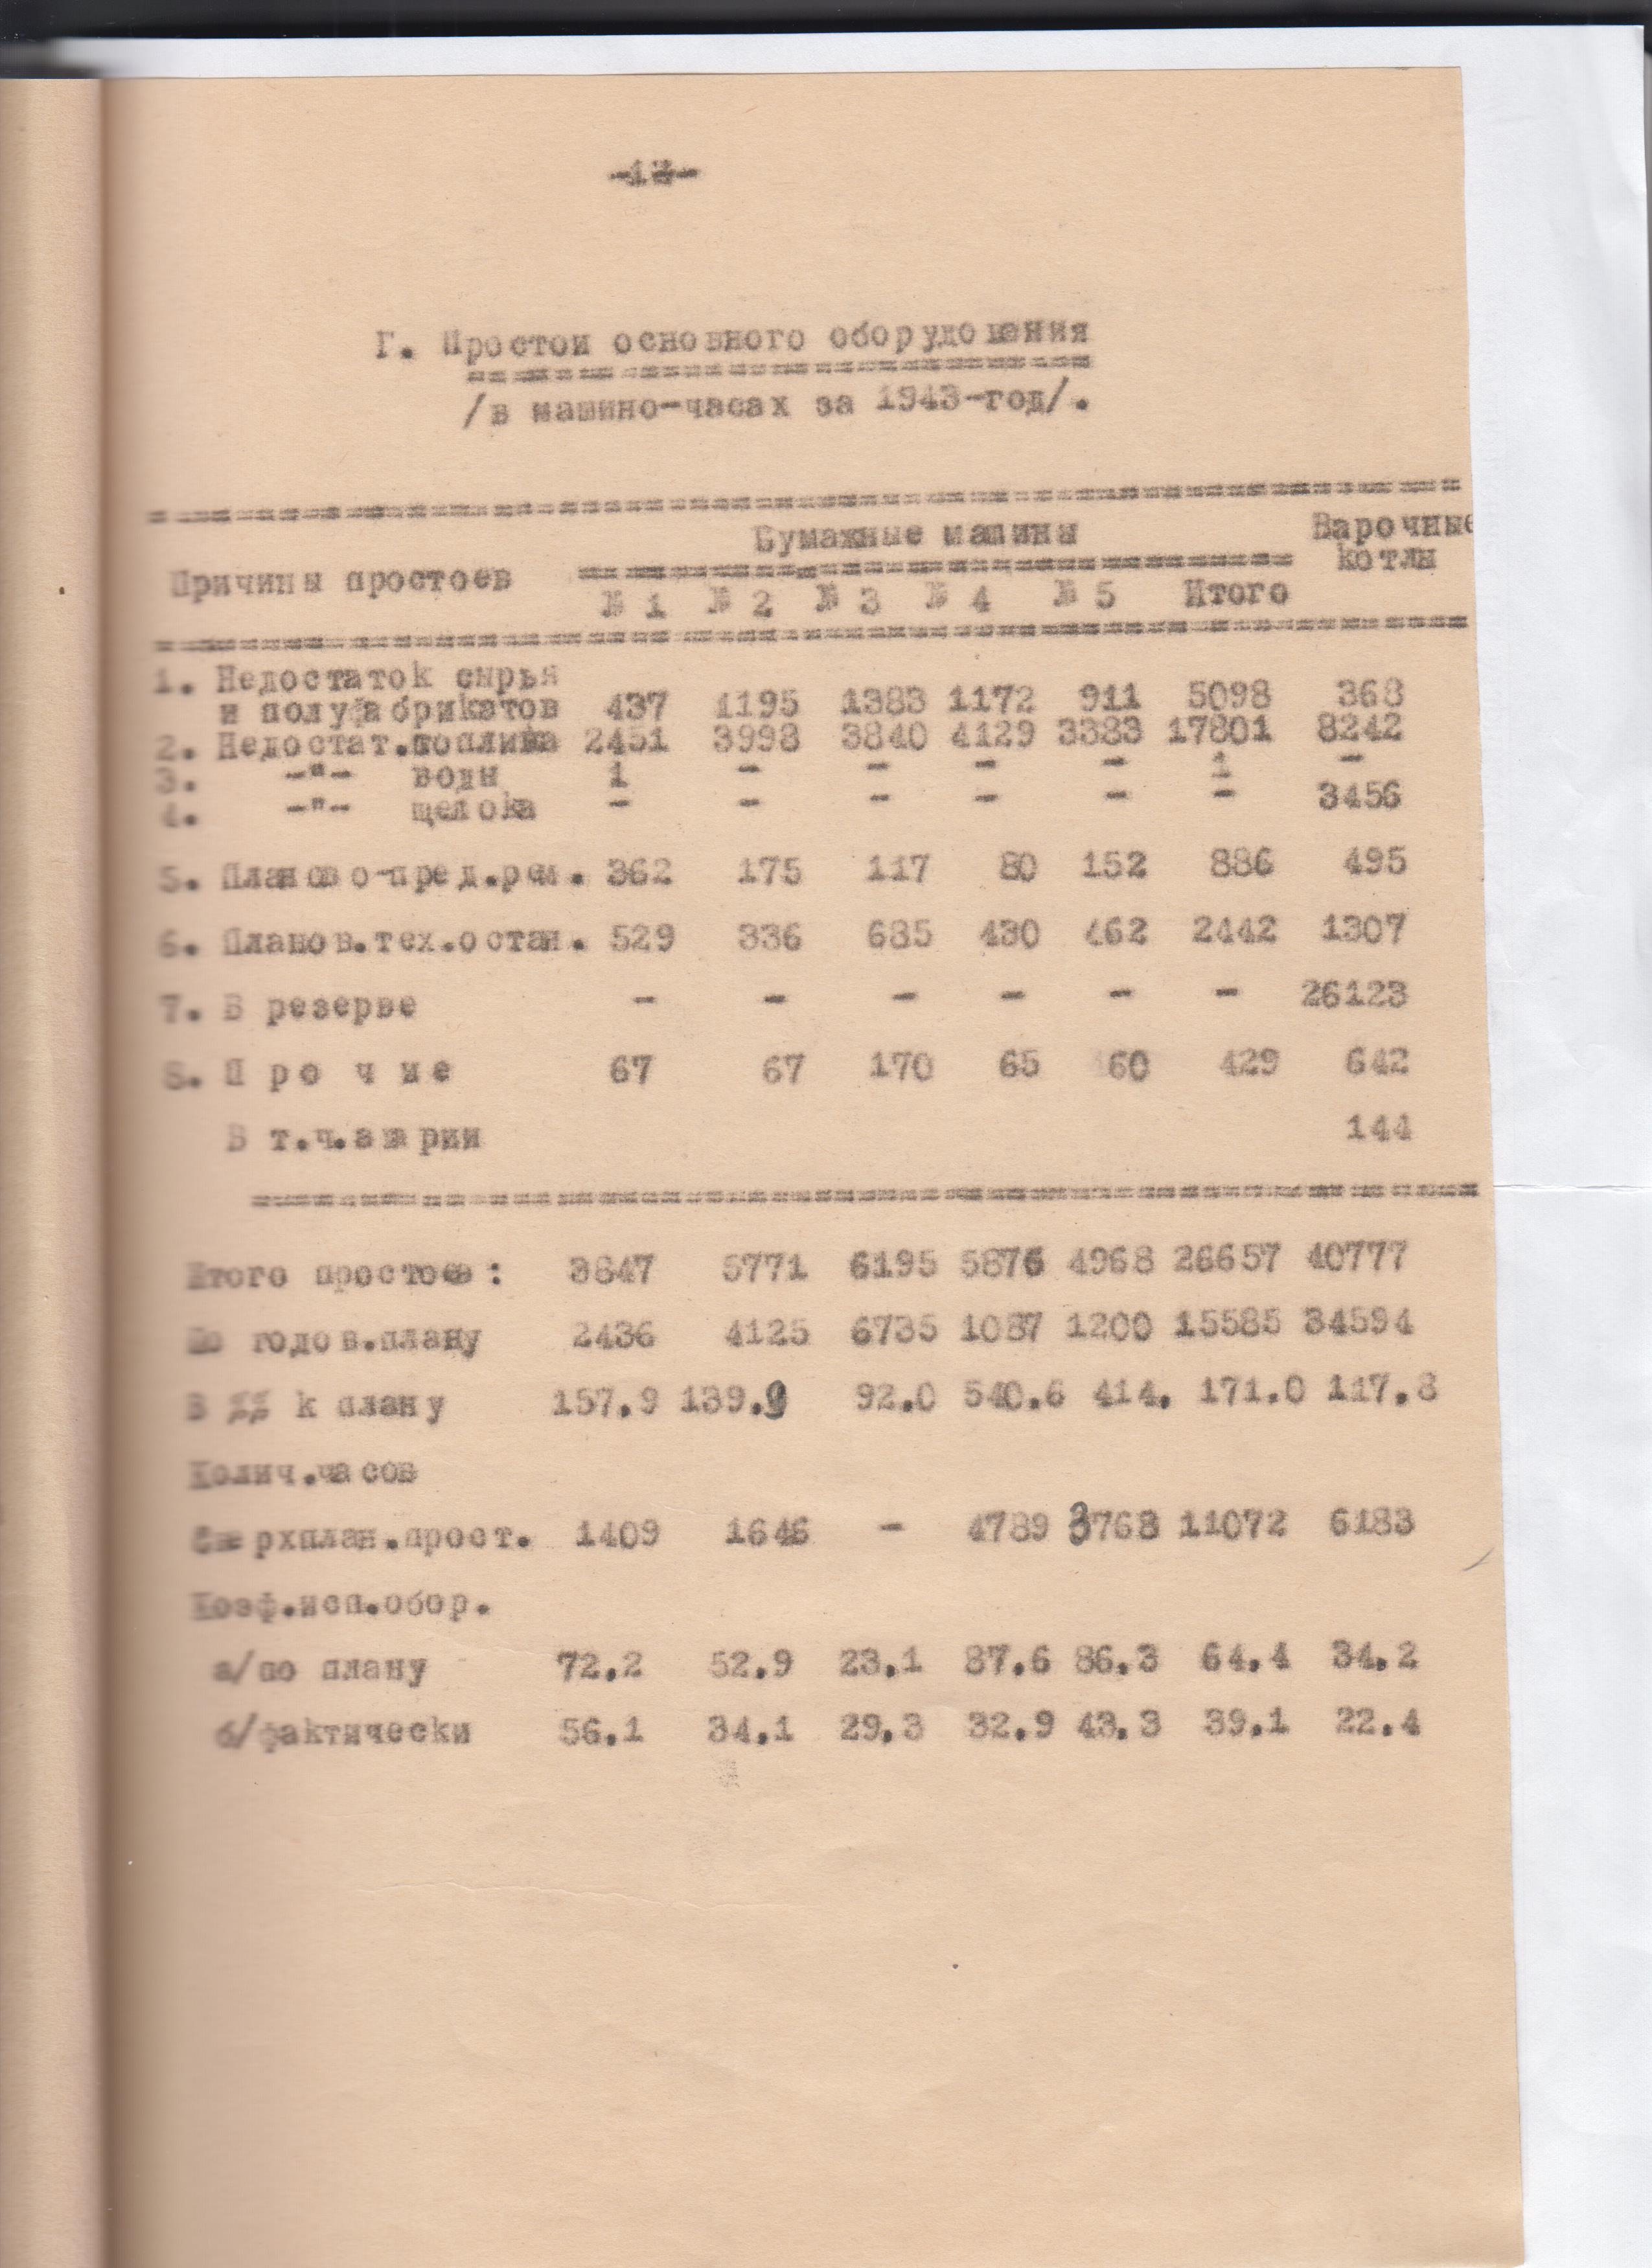 Г. Простои основного оборудования
/в машино-часах за 1943-год/.
Бумажные машины Варочные
Причины простоев котлы
№ 1 № 2 № 3 № 4 № 5 Итого
1. Недостаток сырья
и полуфабрикатов 437 1195 1383 1172 911 5098 368
2. Недостат.топлива 2451 3998 3840 4129 3383 17801 8242
3. -"- воды 1 - - - - 1 -
4. -"- щелока - - - - - - 3456
5. Планово-пред.рем. 362 175 117 80 152 886 495
6. Планов.тех.остан. 529 336 685 430 462 2442 1307
7. В резерве - - - - - - 26123
8. П р о ч и е 67 67 170 65 60 429 642
В т.ч.аварии 144
Итого простоев: 3847 5771 6195 5876 4968 26657 40777
По годов.плану 2436 4125 6735 1087 1200 15585 34594
В %% к плану 157.9 139.9 92.0 540.6 414. 171.0 117.8
Колич.часов
Сверхплан.прост. 1409 1646 - 4789 3768 11072 6183
Коэф.исп.обор.
а/по плану 72.2 52.9 23.1 87.6 86.3 64.4 34.2
б/фактически 56.1 34.1 29.3 32.9 43.3 39.1 22.4